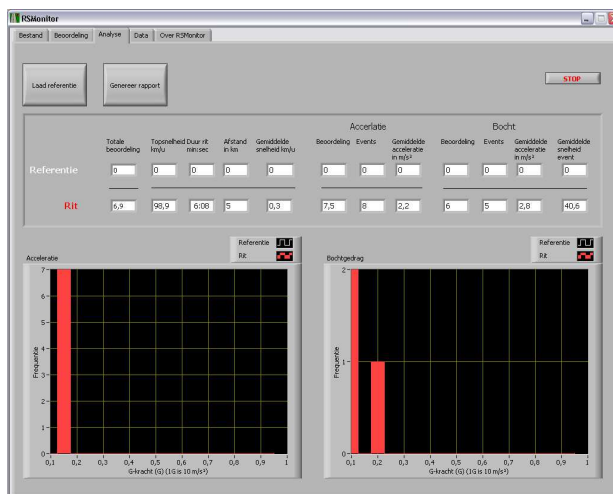 RSMonitor
Bestand Beoordeling Analyse Data Over RSMonitor
Laad referentie
Genereer rapport
STOP
Accerlatie
Bocht
Totale beoordeling
Topsnelheid km/u
Duur rit min:sec
Afstand in km
Gemiddelde snelheid km/u
Beoordeling
Events
Gemiddelde acceleratie in m/s²
Beoordeling
Events
Gemiddelde acceleratie in m/s²
Gemiddelde snelheid event
Referentie 0 0 0 0 0 0 0 0 0 0 0 0
Rit 6,9 98,9 6:08 5 0,3 7,5 8 2,2 6 5 2,8 40,6
Referentie
Rit
Acceleratie
Frequentie
7
6
5
4
3
2
1
0
0,1 0,2 0,3 0,4 0,5 0,6 0,7 0,8 0,9 1
G-kracht (G) (1G is 10 m/s²)
Referentie
Rit
Bochtgedrag
Frequentie
2
1
0
0,1 0,2 0,3 0,4 0,5 0,6 0,7 0,8 0,9 1
G-kracht (G) (1G is 10 m/s²)